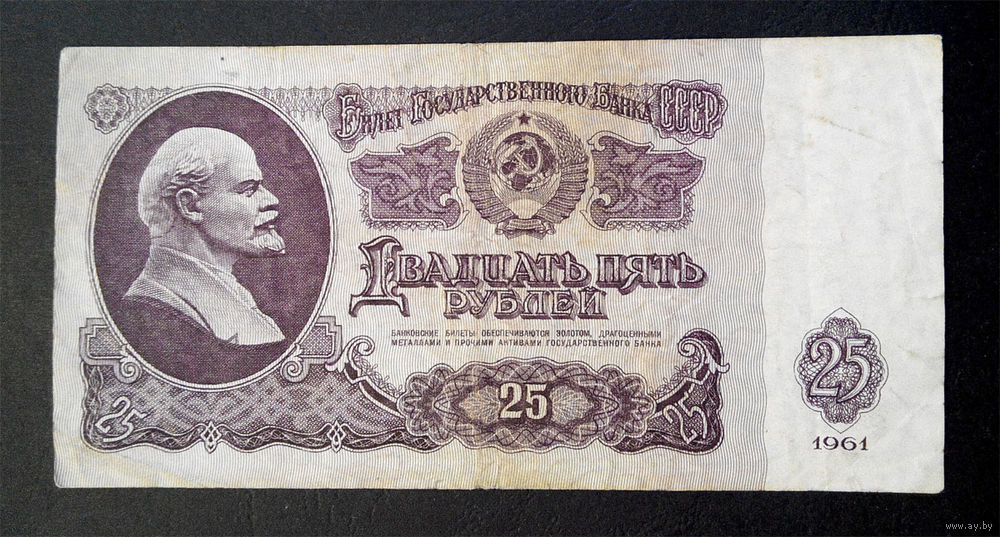 Билет Государственного Банка СССР
Двадцать пять
рублей
БАНКОВСКИЕ БИЛЕТЫ ОБЕСПЕЧИВАЮТСЯ ЗОЛОТОМ, ДРАГОЦЕННЫМИ
МЕТАЛЛАМИ И ПРОЧИМИ АКТИВАМИ ГОСУДАРСТВЕННОГО БАНКА
25
25
25
25
1961
www.ay.by